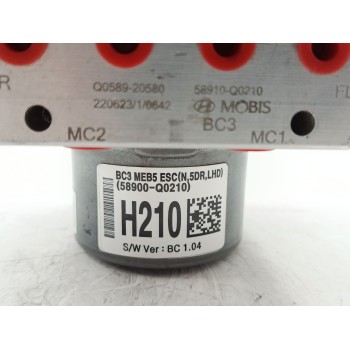 R
Q0589-20580
58910-Q0210
FL
220623/1/0642
MOBIS
BC3
MC2
MC1
BC3 MEB5 ESC(N,5DR,LHD)
(58900-Q0210)
H210
S/W Ver : BC 1.04